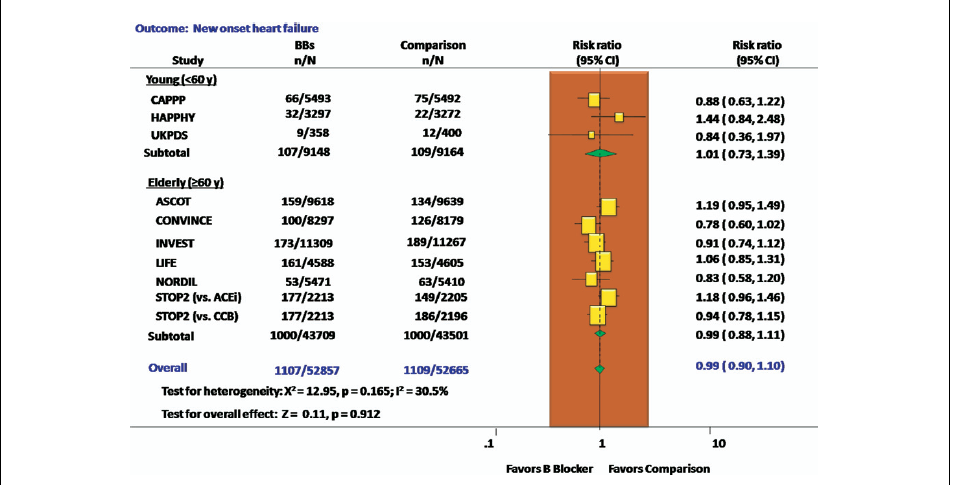 Outcome: New onset heart failure
BBs Comparison Risk ratio Risk ratio
Study n/N n/N (95% CI) (95% CI)
Young (<60 y)
CAPPP 66/5493 75/5492 0.88 ( 0.63, 1.22)
HAPPHY 32/3297 22/3272 1.44 ( 0.84, 2.48)
UKPDS 9/358 12/400 0.84 ( 0.36, 1.97)
Subtotal 107/9148 109/9164 1.01 ( 0.73, 1.39)
Elderly (≥60 y)
ASCOT 159/9618 134/9639 1.19 ( 0.95, 1.49)
CONVINCE 100/8297 126/8179 0.78 ( 0.60, 1.02)
INVEST 173/11309 189/11267 0.91 ( 0.74, 1.12)
LIFE 161/4588 153/4605 1.06 ( 0.85, 1.31)
NORDIL 53/5471 63/5410 0.83 ( 0.58, 1.20)
STOP2 (vs. ACEi) 177/2213 149/2205 1.18 ( 0.96, 1.46)
STOP2 (vs. CCB) 177/2213 186/2196 0.94 ( 0.78, 1.15)
Subtotal 1000/43709 1000/43501 0.99 ( 0.88, 1.11)
Overall 1107/52857 1109/52665 0.99 ( 0.90, 1.10)
Test for heterogeneity: X² = 12.95, p = 0.165; I² = 30.5%
Test for overall effect: Z = 0.11, p = 0.912
.1 1 10
Favors B Blocker Favors Comparison